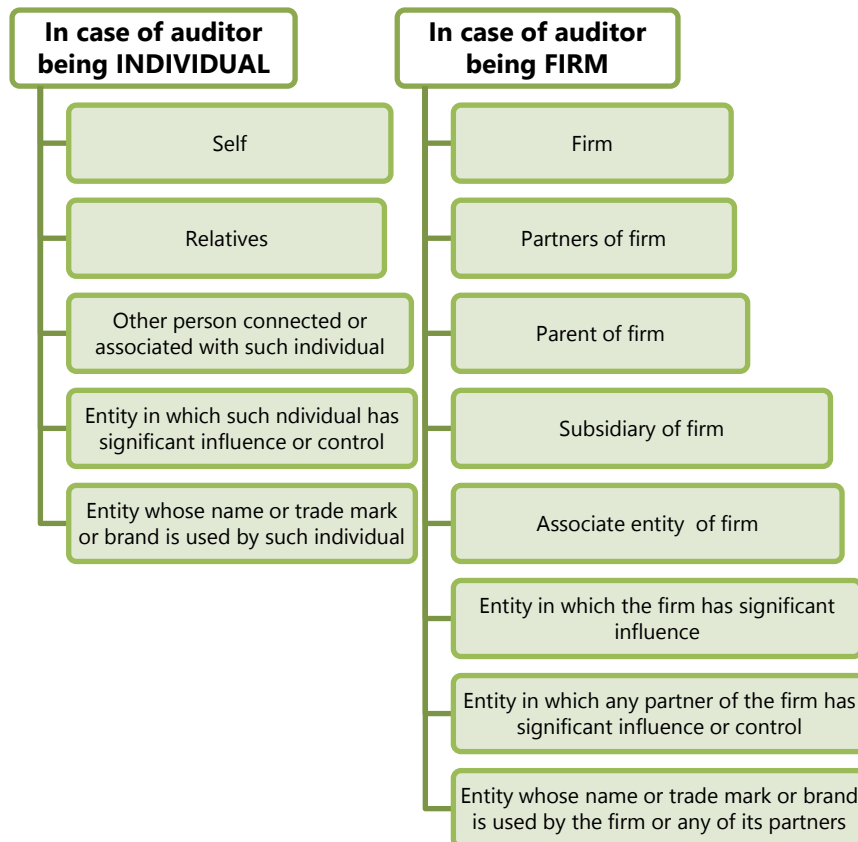 In case of auditor
being INDIVIDUAL
Self
Relatives
Other person connected or
associated with such individual
Entity in which such ndividual has
significant influence or control
Entity whose name or trade mark
or brand is used by such individual
In case of auditor
being FIRM
Firm
Partners of firm
Parent of firm
Subsidiary of firm
Associate entity of firm
Entity in which the firm has significant
influence
Entity in which any partner of the firm has
significant influence or control
Entity whose name or trade mark or brand
is used by the firm or any of its partners